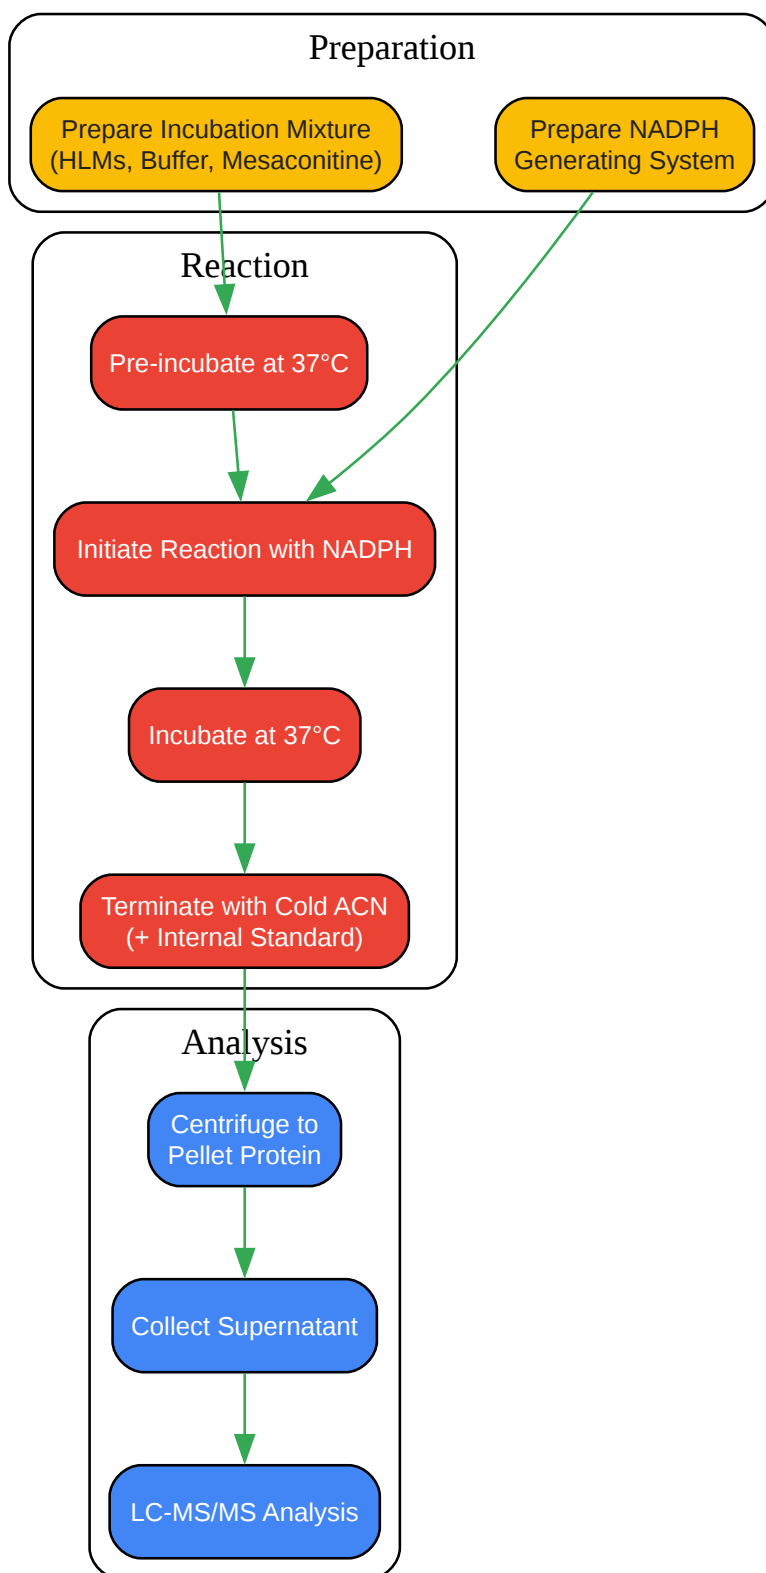 Preparation
Prepare Incubation Mixture
(HLMs, Buffer, Mesaconitine)
Prepare NADPH
Generating System
Reaction
Pre-incubate at 37°C
Initiate Reaction with NADPH
Incubate at 37°C
Terminate with Cold ACN
(+ Internal Standard)
Analysis
Centrifuge to
Pellet Protein
Collect Supernatant
LC-MS/MS Analysis